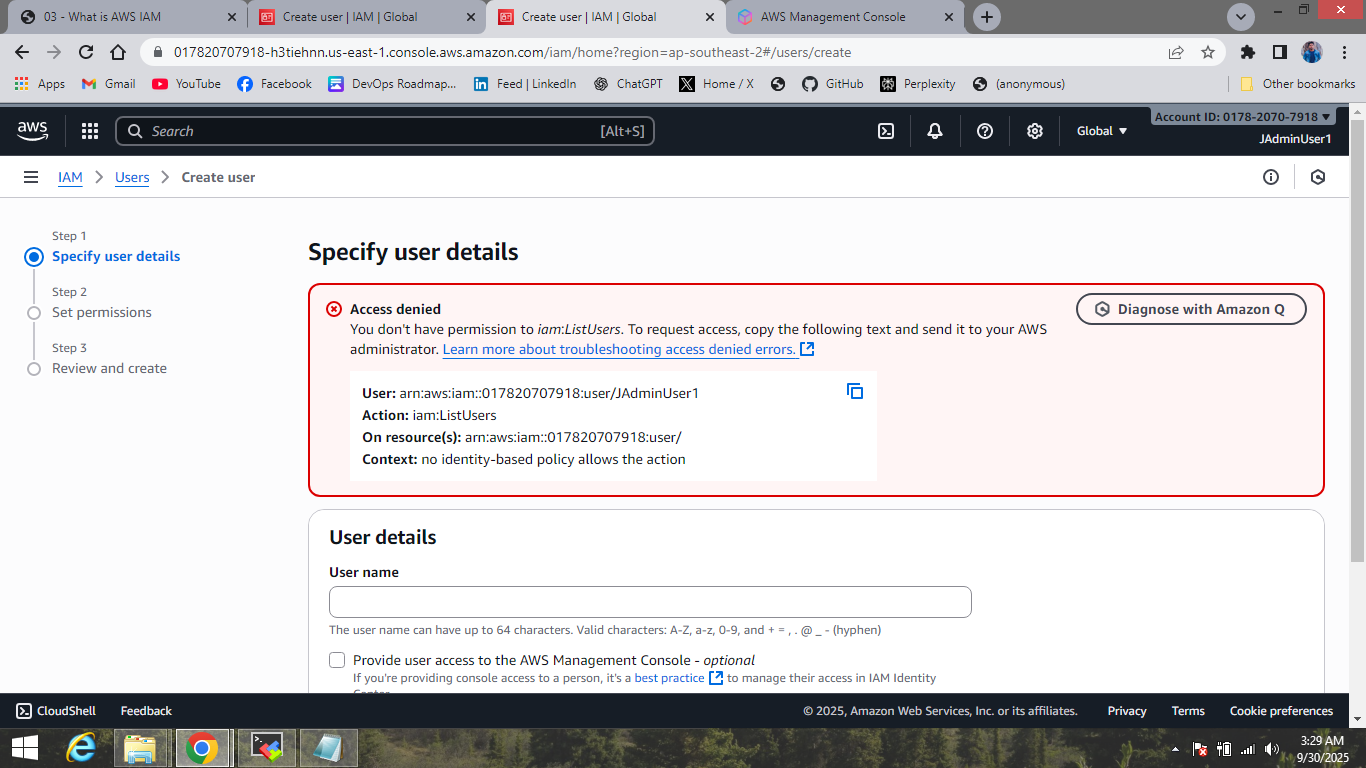 03 - What is AWS IAM
Create user | IAM | Global
Create user | IAM | Global
AWS Management Console
017820707918-h3tiehnn.us-east-1.console.aws.amazon.com/iam/home?region=ap-southeast-2#/users/create
Apps
Gmail
YouTube
Facebook
DevOps Roadmap...
Feed | LinkedIn
ChatGPT
Home / X
GitHub
Perplexity
(anonymous)
Other bookmarks
aws
Search
[Alt+S]
Global
Account ID: 0178-2070-7918
JAdminUser1
IAM
Users
Create user
Step 1
Specify user details
Step 2
Set permissions
Step 3
Review and create
Specify user details
Access denied
Diagnose with Amazon Q
You don't have permission to iam:ListUsers. To request access, copy the following text and send it to your AWS
administrator. Learn more about troubleshooting access denied errors.
User: arn:aws:iam::017820707918:user/JAdminUser1
Action: iam:ListUsers
On resource(s): arn:aws:iam::017820707918:user/
Context: no identity-based policy allows the action
User details
User name
The user name can have up to 64 characters. Valid characters: A-Z, a-z, 0-9, and + = , . @ _ - (hyphen)
Provide user access to the AWS Management Console - optional
If you're providing console access to a person, it's a best practice to manage their access in IAM Identity
Center.
CloudShell
Feedback
© 2025, Amazon Web Services, Inc. or its affiliates.
Privacy
Terms
Cookie preferences
3:29 AM
9/30/2025